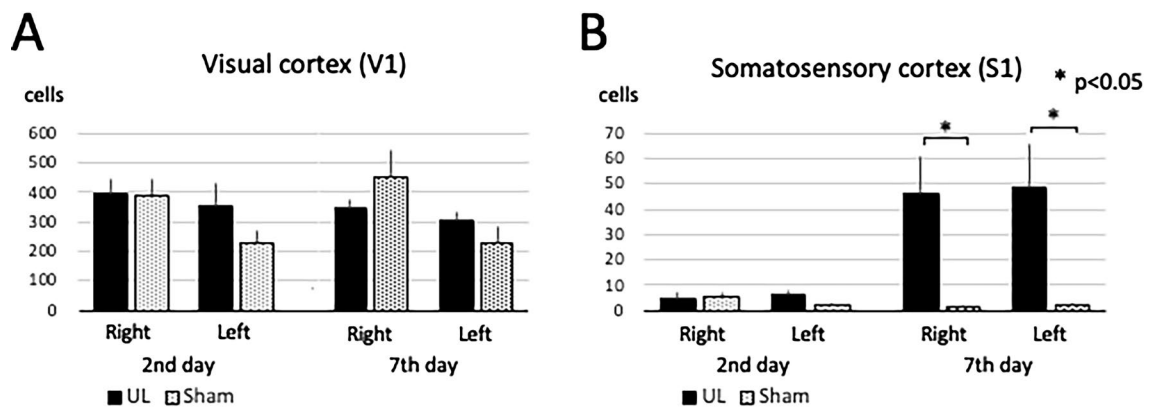 A
Visual cortex (V1)
cells
600
500
400
300
200
100
0
Right Left Right Left
2nd day 7th day
UL Sham
B
Somatosensory cortex (S1)
* p<0.05
cells
* *
70
60
50
40
30
20
10
0
Right Left Right Left
2nd day 7th day
UL Sham